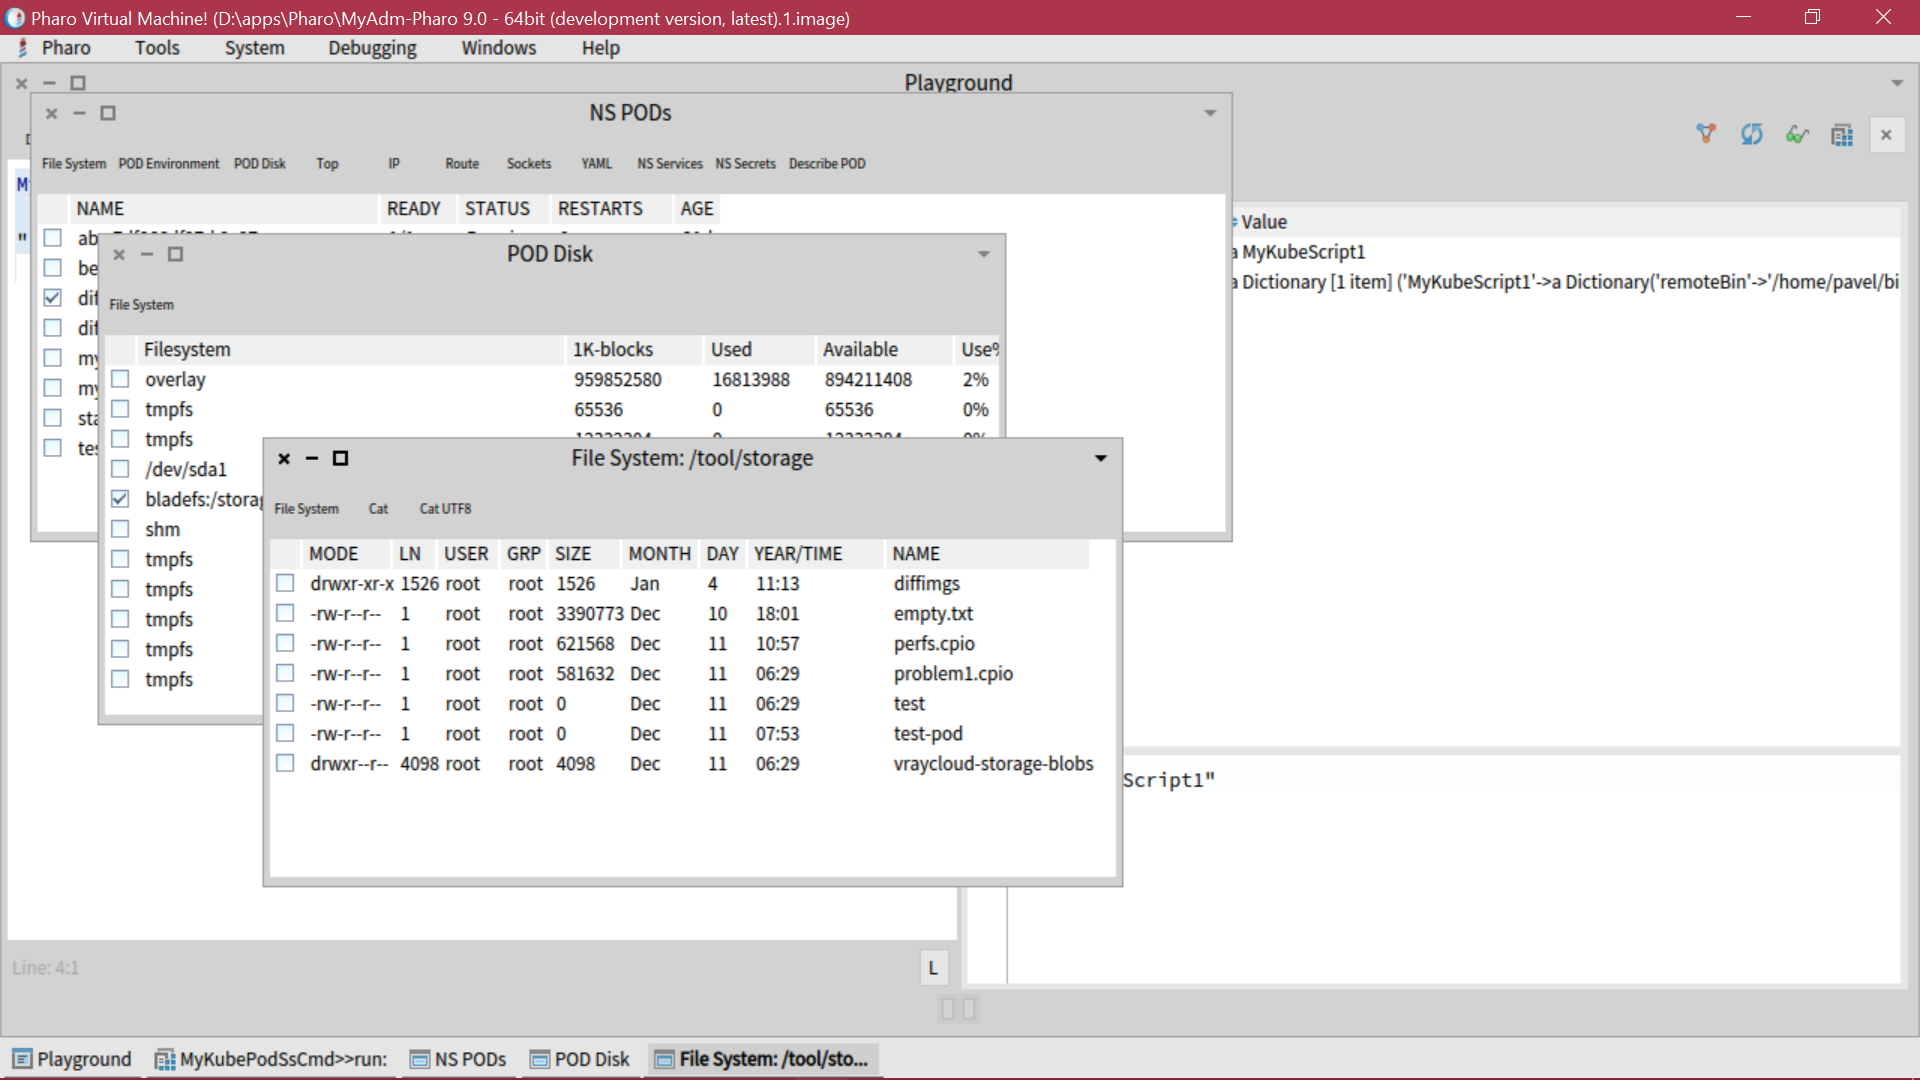 Pharo Virtual Machine! (D:\apps\Pharo\MyAdm-Pharo 9.0 - 64bit (development version, latest).1.image)
Pharo Tools System Debugging Windows Help
Playground
NS PODs
File System POD Environment POD Disk Top IP Route Sockets YAML NS Services NS Secrets Describe POD
NAME READY STATUS RESTARTS AGE
ab
be
dif
dif
my
my
sta
tes
POD Disk
File System
Filesystem 1K-blocks Used Available Use%
overlay 959852580 16813988 894211408 2%
tmpfs 65536 0 65536 0%
tmpfs
/dev/sda1
bladefs:/storag
shm
tmpfs
tmpfs
tmpfs
tmpfs
tmpfs
File System: /tool/storage
File System Cat Cat UTF8
MODE LN USER GRP SIZE MONTH DAY YEAR/TIME NAME
drwxr-xr-x 1526 root root 1526 Jan 4 11:13 diffimgs
-rw-r--r-- 1 root root 3390773 Dec 10 18:01 empty.txt
-rw-r--r-- 1 root root 621568 Dec 11 10:57 perfs.cpio
-rw-r--r-- 1 root root 581632 Dec 11 06:29 problem1.cpio
-rw-r--r-- 1 root root 0 Dec 11 06:29 test
-rw-r--r-- 1 root root 0 Dec 11 07:53 test-pod
drwxr--r-- 4098 root root 4098 Dec 11 06:29 vraycloud-storage-blobs
Value
a MyKubeScript1
a Dictionary [1 item] ('MyKubeScript1'->a Dictionary('remoteBin'->'/home/pavel/bi
Script1"
M
"
Line: 4:1
L
Playground MyKubePodSsCmd>>run: NS PODs POD Disk File System: /tool/sto...